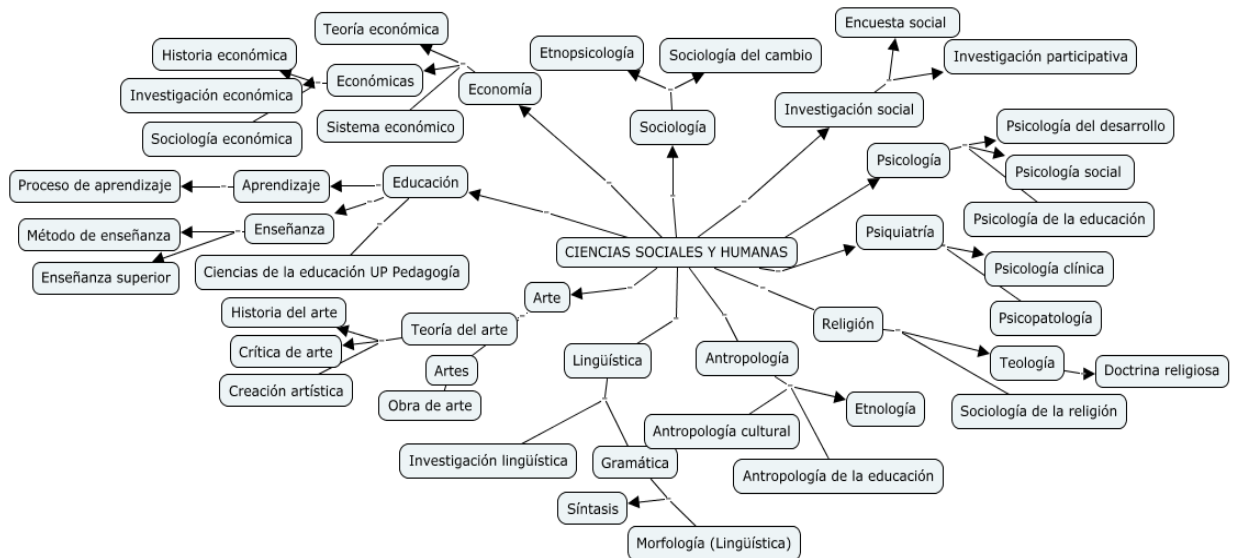 Encuesta social
Teoría económica
Historia económica
Etnopsicología
Sociología del cambio
Investigación participativa
Económicas
Economía
Investigación económica
Investigación social
Sistema económico
Sociología
Psicología del desarrollo
Sociología económica
Psicología
Psicología social
Proceso de aprendizaje
Aprendizaje
Educación
Psicología de la educación
Enseñanza
Psiquiatría
Método de enseñanza
CIENCIAS SOCIALES Y HUMANAS
Enseñanza superior
Ciencias de la educación UP Pedagogía
Psicología clínica
Arte
Historia del arte
Psicopatología
Teoría del arte
Religión
Crítica de arte
Lingüística
Antropología
Teología
Doctrina religiosa
Artes
Creación artística
Obra de arte
Etnología
Sociología de la religión
Antropología cultural
Investigación lingüística
Gramática
Antropología de la educación
Síntasis
Morfología (Lingüística)